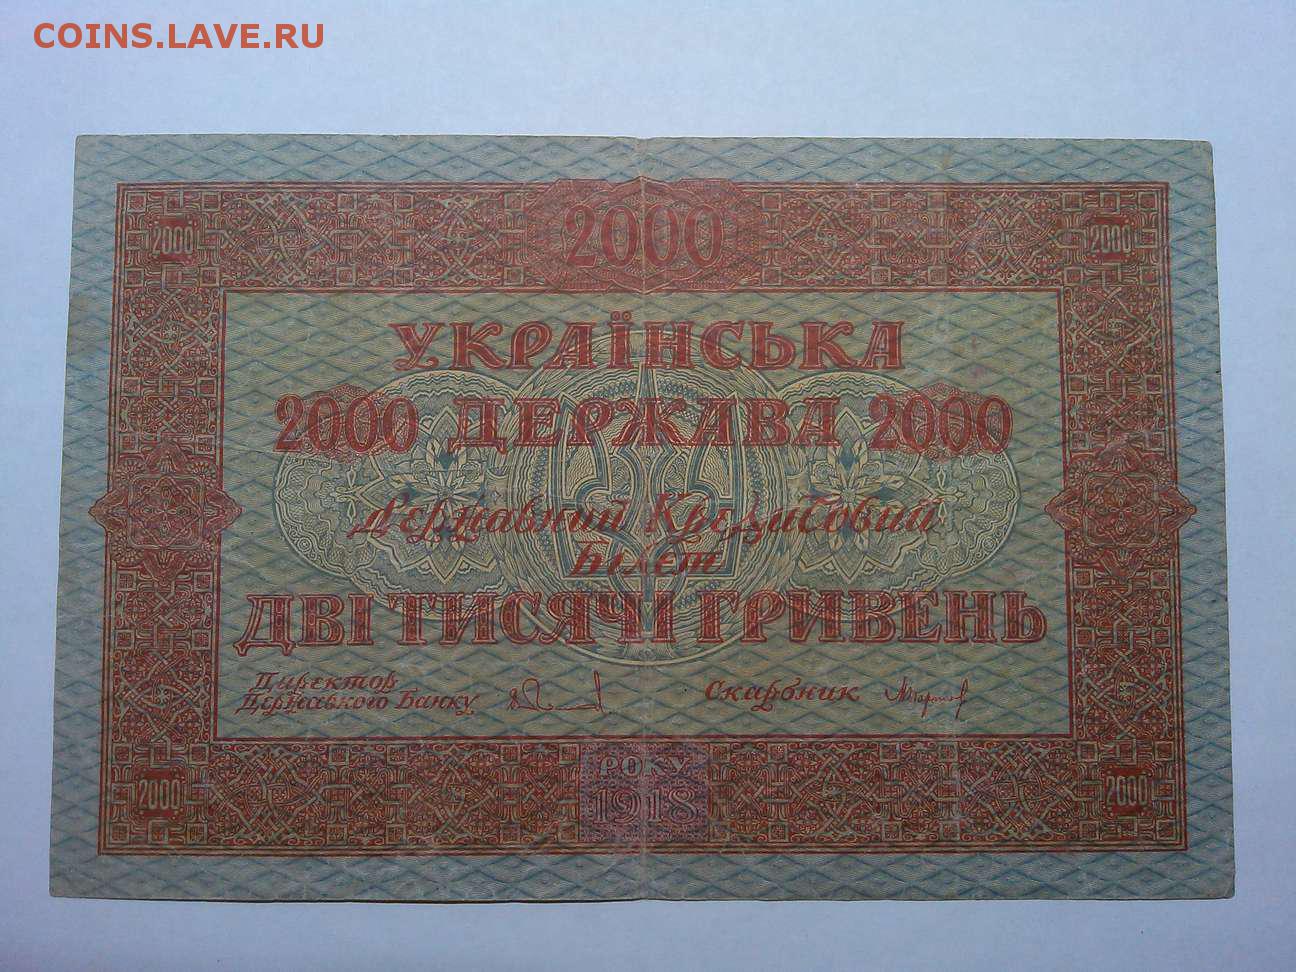 COINS.LAVE.RU
2000 2000 2000
УКРАЇНСЬКА
2000 ДЕРЖАВА 2000
Державний Кредитовий
Білет
ДВІ ТИСЯЧІ ГРИВЕНЬ
Директор
Державного Банку
Скарбник
2000 РОКУ 2000
1918